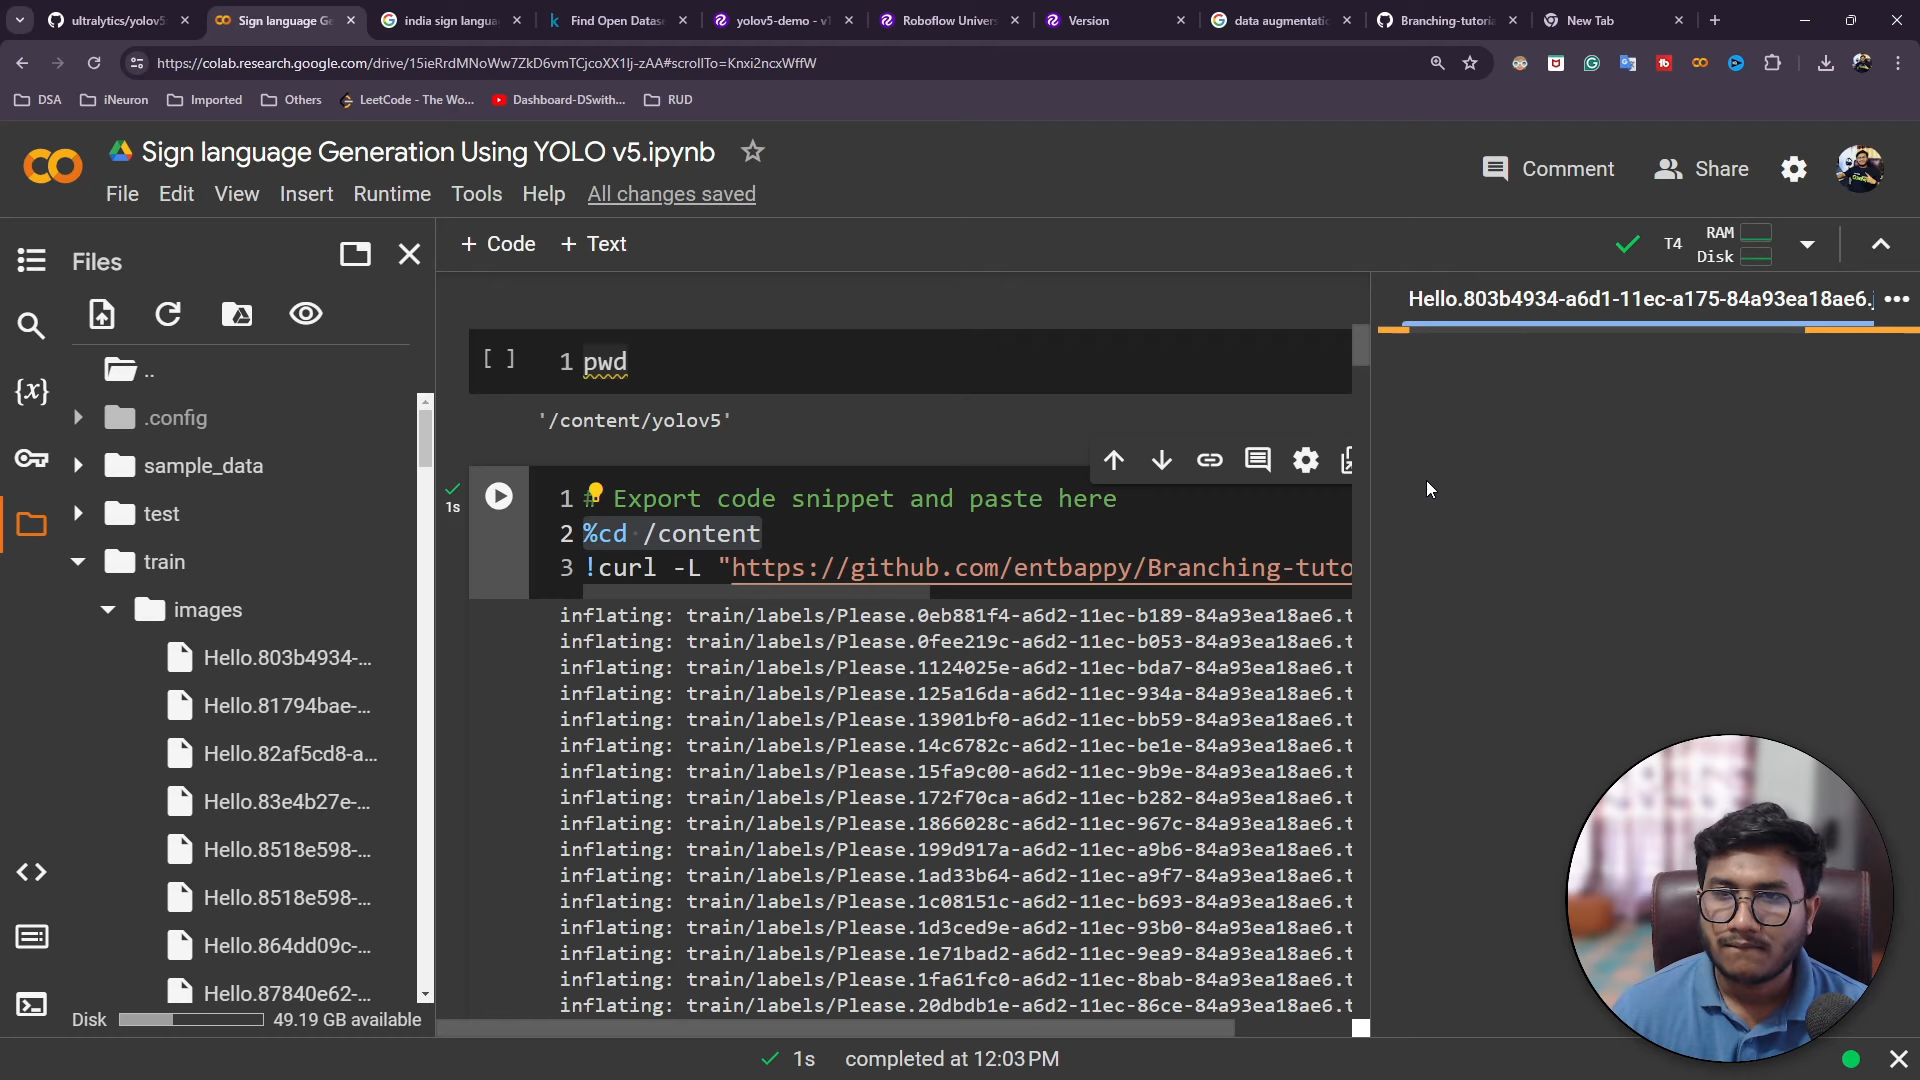 ultralytics/yolov5
Sign language Ge
india sign langua
Find Open Datase
yolov5-demo - v1
Roboflow Univers
Version
data augmentatio
Branching-tutoria
New Tab
https://colab.research.google.com/drive/15ieRrdMNoWw7ZkD6vmTCjcoXX1Ij-zAA#scrollTo=Knxi2ncxWffW
DSA
iNeuron
Imported
Others
LeetCode - The Wo...
Dashboard-DSwith...
RUD
Sign language Generation Using YOLO v5.ipynb
Comment
Share
File Edit View Insert Runtime Tools Help All changes saved
Files
+ Code + Text
T4
RAM
Disk
Hello.803b4934-a6d1-11ec-a175-84a93ea18ae6.j
..
.config
sample_data
test
train
images
Hello.803b4934-...
Hello.81794bae-...
Hello.82af5cd8-a...
Hello.83e4b27e-...
Hello.8518e598-...
Hello.8518e598-...
Hello.864dd09c-...
Hello.87840e62-...
Disk 49.19 GB available
[ ] 1 pwd
'/content/yolov5'
1s
1 # Export code snippet and paste here
2 %cd /content
3 !curl -L "https://github.com/entbappy/Branching-tuto
inflating: train/labels/Please.0eb881f4-a6d2-11ec-b189-84a93ea18ae6.t
inflating: train/labels/Please.0fee219c-a6d2-11ec-b053-84a93ea18ae6.t
inflating: train/labels/Please.1124025e-a6d2-11ec-bda7-84a93ea18ae6.t
inflating: train/labels/Please.125a16da-a6d2-11ec-934a-84a93ea18ae6.t
inflating: train/labels/Please.13901bf0-a6d2-11ec-bb59-84a93ea18ae6.t
inflating: train/labels/Please.14c6782c-a6d2-11ec-be1e-84a93ea18ae6.t
inflating: train/labels/Please.15fa9c00-a6d2-11ec-9b9e-84a93ea18ae6.t
inflating: train/labels/Please.172f70ca-a6d2-11ec-b282-84a93ea18ae6.t
inflating: train/labels/Please.1866028c-a6d2-11ec-967c-84a93ea18ae6.t
inflating: train/labels/Please.199d917a-a6d2-11ec-a9b6-84a93ea18ae6.t
inflating: train/labels/Please.1ad33b64-a6d2-11ec-a9f7-84a93ea18ae6.t
inflating: train/labels/Please.1c08151c-a6d2-11ec-b693-84a93ea18ae6.t
inflating: train/labels/Please.1d3ced9e-a6d2-11ec-93b0-84a93ea18ae6.t
inflating: train/labels/Please.1e71bad2-a6d2-11ec-9ea9-84a93ea18ae6.t
inflating: train/labels/Please.1fa61fc0-a6d2-11ec-8bab-84a93ea18ae6.t
inflating: train/labels/Please.20dbdb1e-a6d2-11ec-86ce-84a93ea18ae6.t
1s completed at 12:03 PM